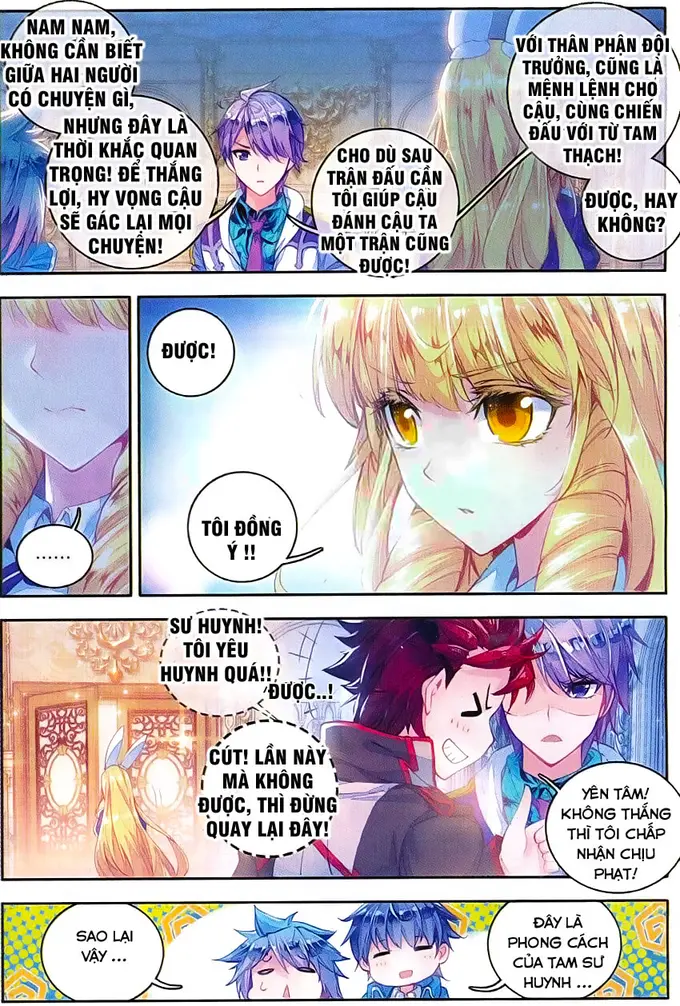 NAM NAM,
KHÔNG CẦN BIẾT
GIỮA HAI NGƯỜI
CÓ CHUYỆN GÌ,
NHƯNG ĐÂY LÀ
THỜI KHẮC QUAN
TRỌNG! ĐỂ THẮNG
LỢI, HY VỌNG CẬU
SẼ GÁC LẠI MỌI
CHUYỆN!
CHO DÙ SAU
TRẬN ĐẤU CẦN
TÔI GIÚP CẬU
ĐÁNH CẬU TA
MỘT TRẬN CŨNG
ĐƯỢC!
VỚI THÂN PHẬN ĐỘI
TRƯỞNG, CŨNG LÀ
MỆNH LỆNH CHO
CẬU, CÙNG CHIẾN
ĐẤU VỚI TỪ TAM
THẠCH!
ĐƯỢC, HAY
KHÔNG?
......
ĐƯỢC!
TÔI ĐỒNG
Ý !!
SƯ HUYNH!
TÔI YÊU
HUYNH QUÁ!!
ĐƯỢC..!
CÚT! LẦN NÀY
MÀ KHÔNG
ĐƯỢC, THÌ ĐỪNG
QUAY LẠI ĐÂY!
YÊN TÂM!
KHÔNG THẮNG
THÌ TÔI CHẤP
NHẬN CHỊU
PHẠT!
SAO LẠI
VẬY ...
ĐÂY LÀ
PHONG CÁCH
CỦA TAM SƯ
HUYNH ...